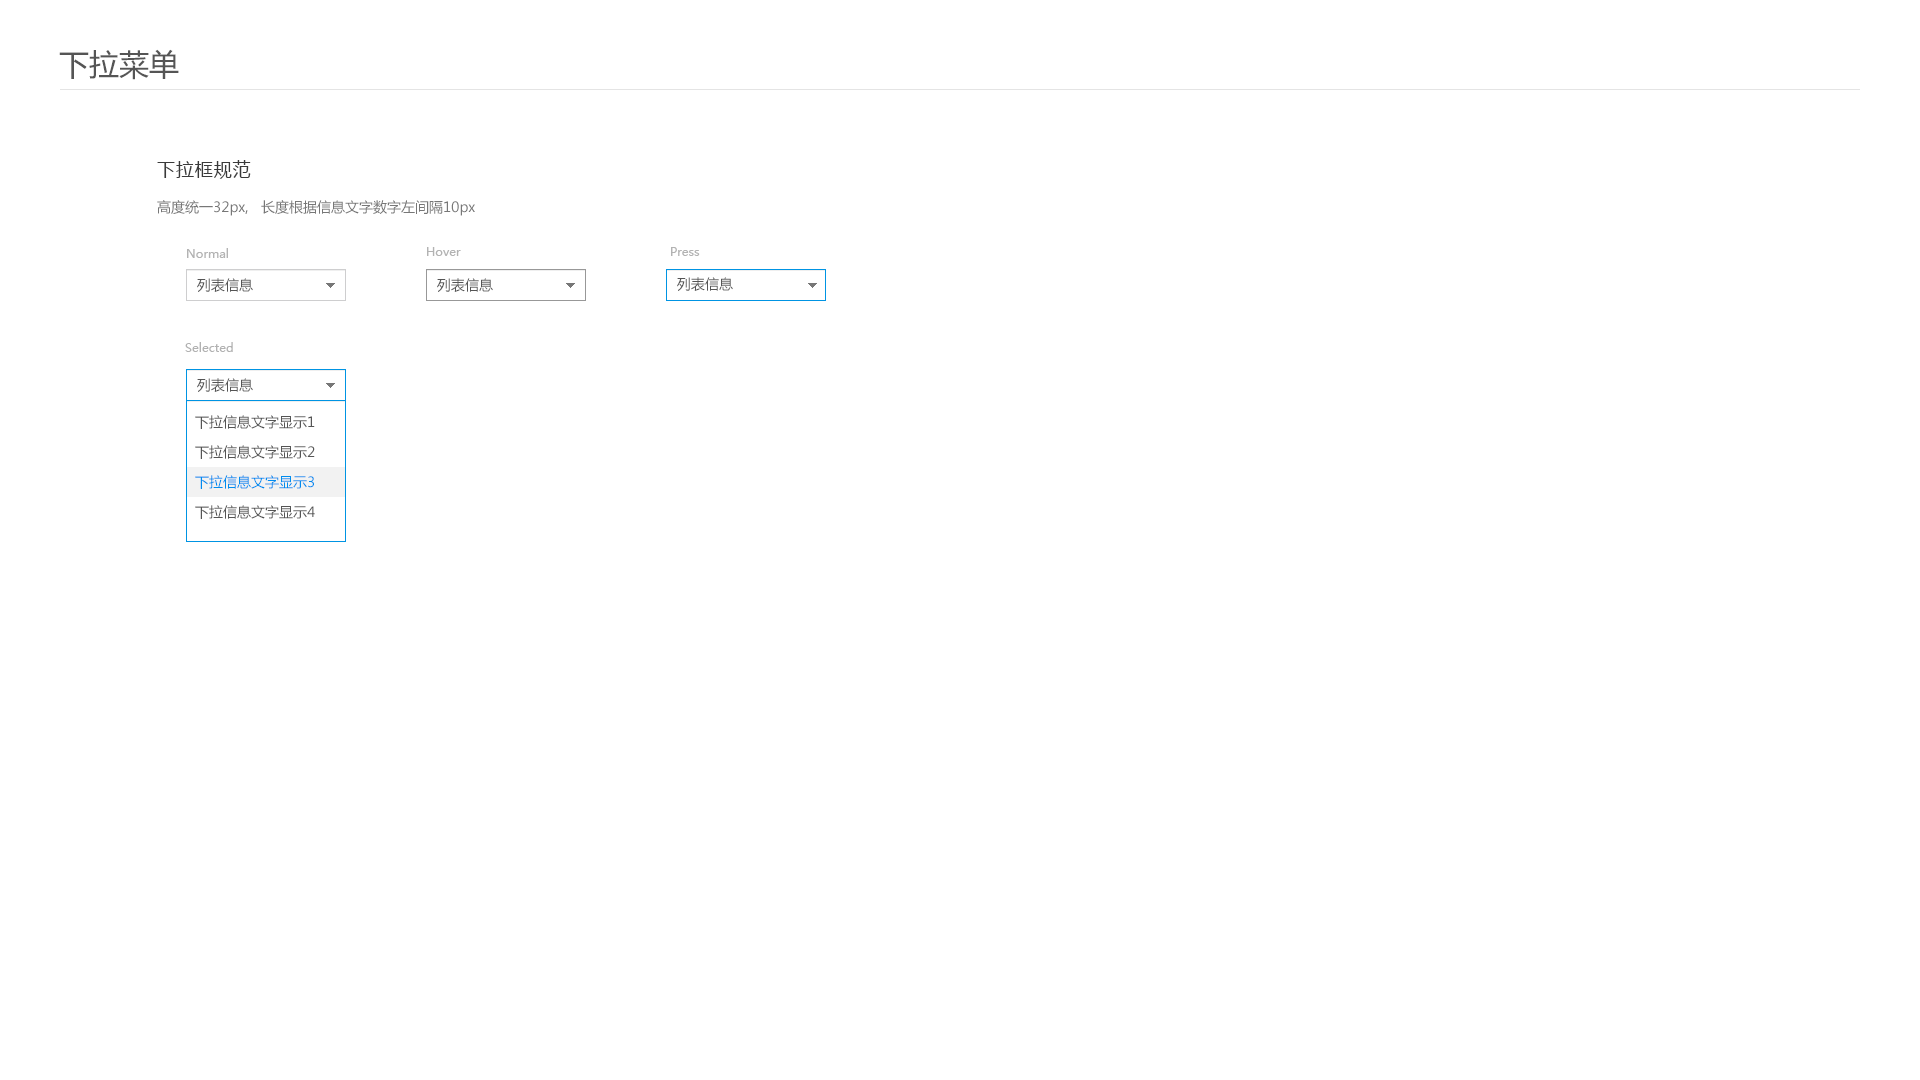 下拉菜单
下拉框规范
高度统一32px, 长度根据信息文字数字左间隔10px
Normal
Hover
Press
列表信息
列表信息
列表信息
Selected
列表信息
下拉信息文字显示1
下拉信息文字显示2
下拉信息文字显示3
下拉信息文字显示4